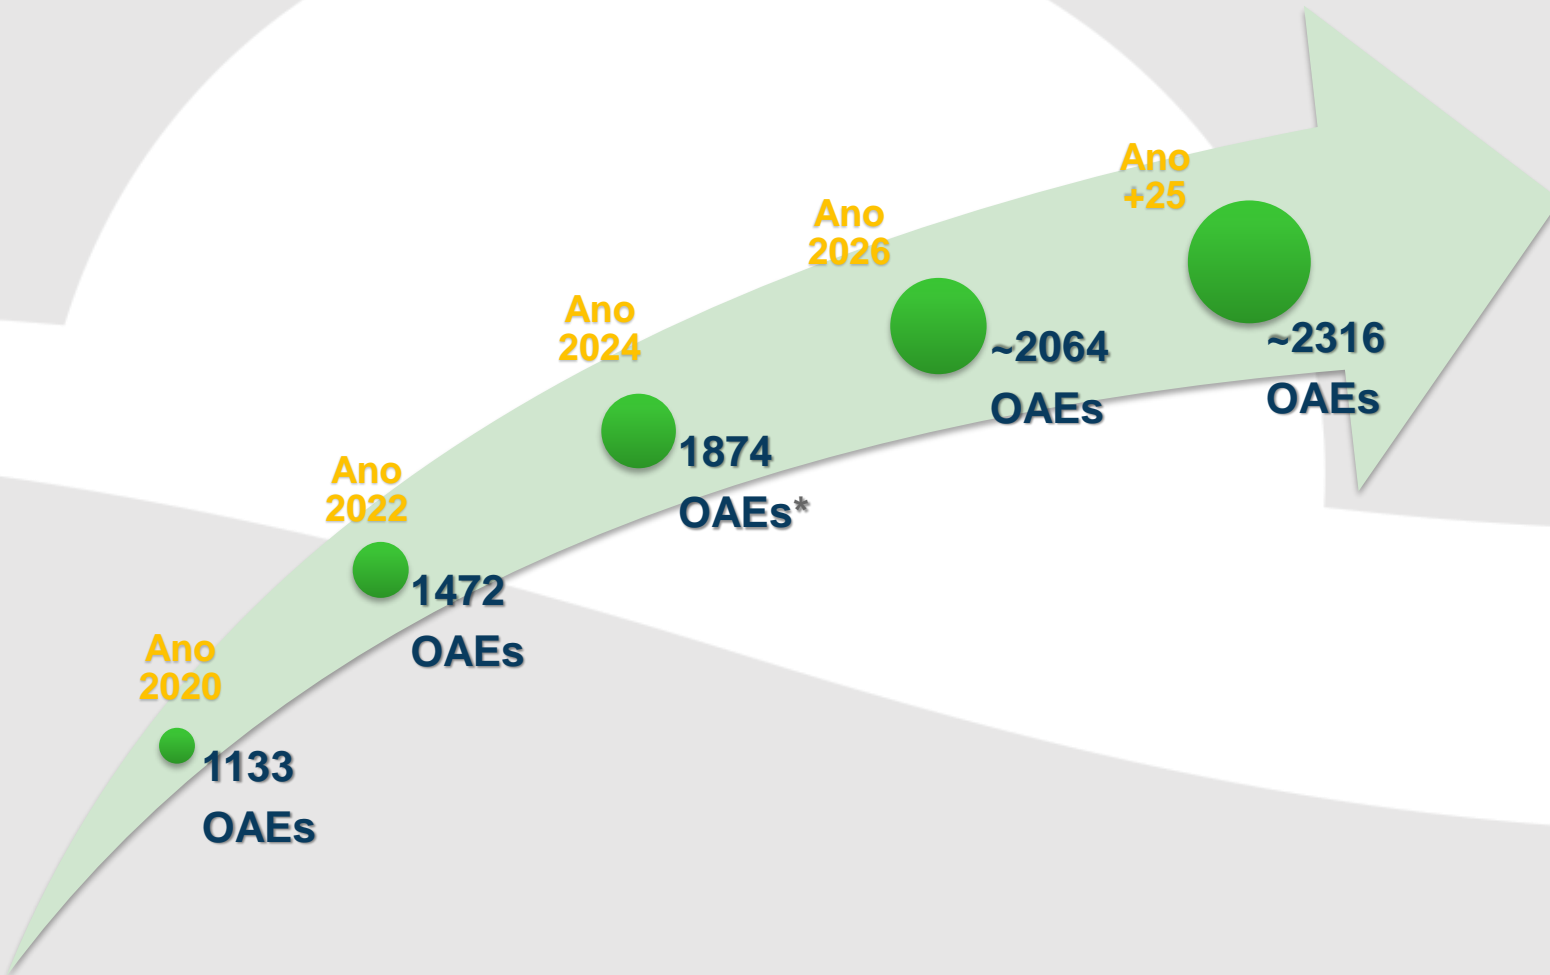 Ano
2020
1133
OAEs
Ano
2022
1472
OAEs
Ano
2024
1874
OAEs*
Ano
2026
~2064
OAEs
Ano
+25
~2316
OAEs